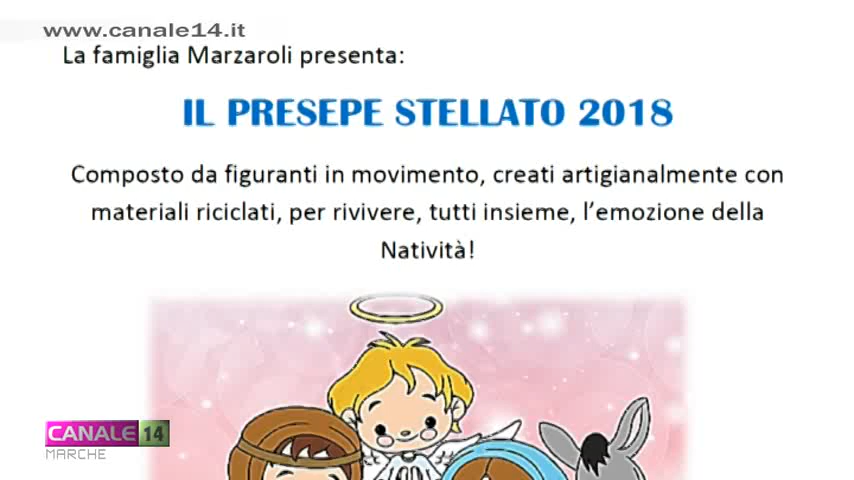 www.canale14.it
La famiglia Marzaroli presenta:
IL PRESEPE STELLATO 2018
Composto da figuranti in movimento, creati artigianalmente con
materiali riciclati, per rivivere, tutti insieme, l’emozione della
Natività!
CANALE 14
MARCHE